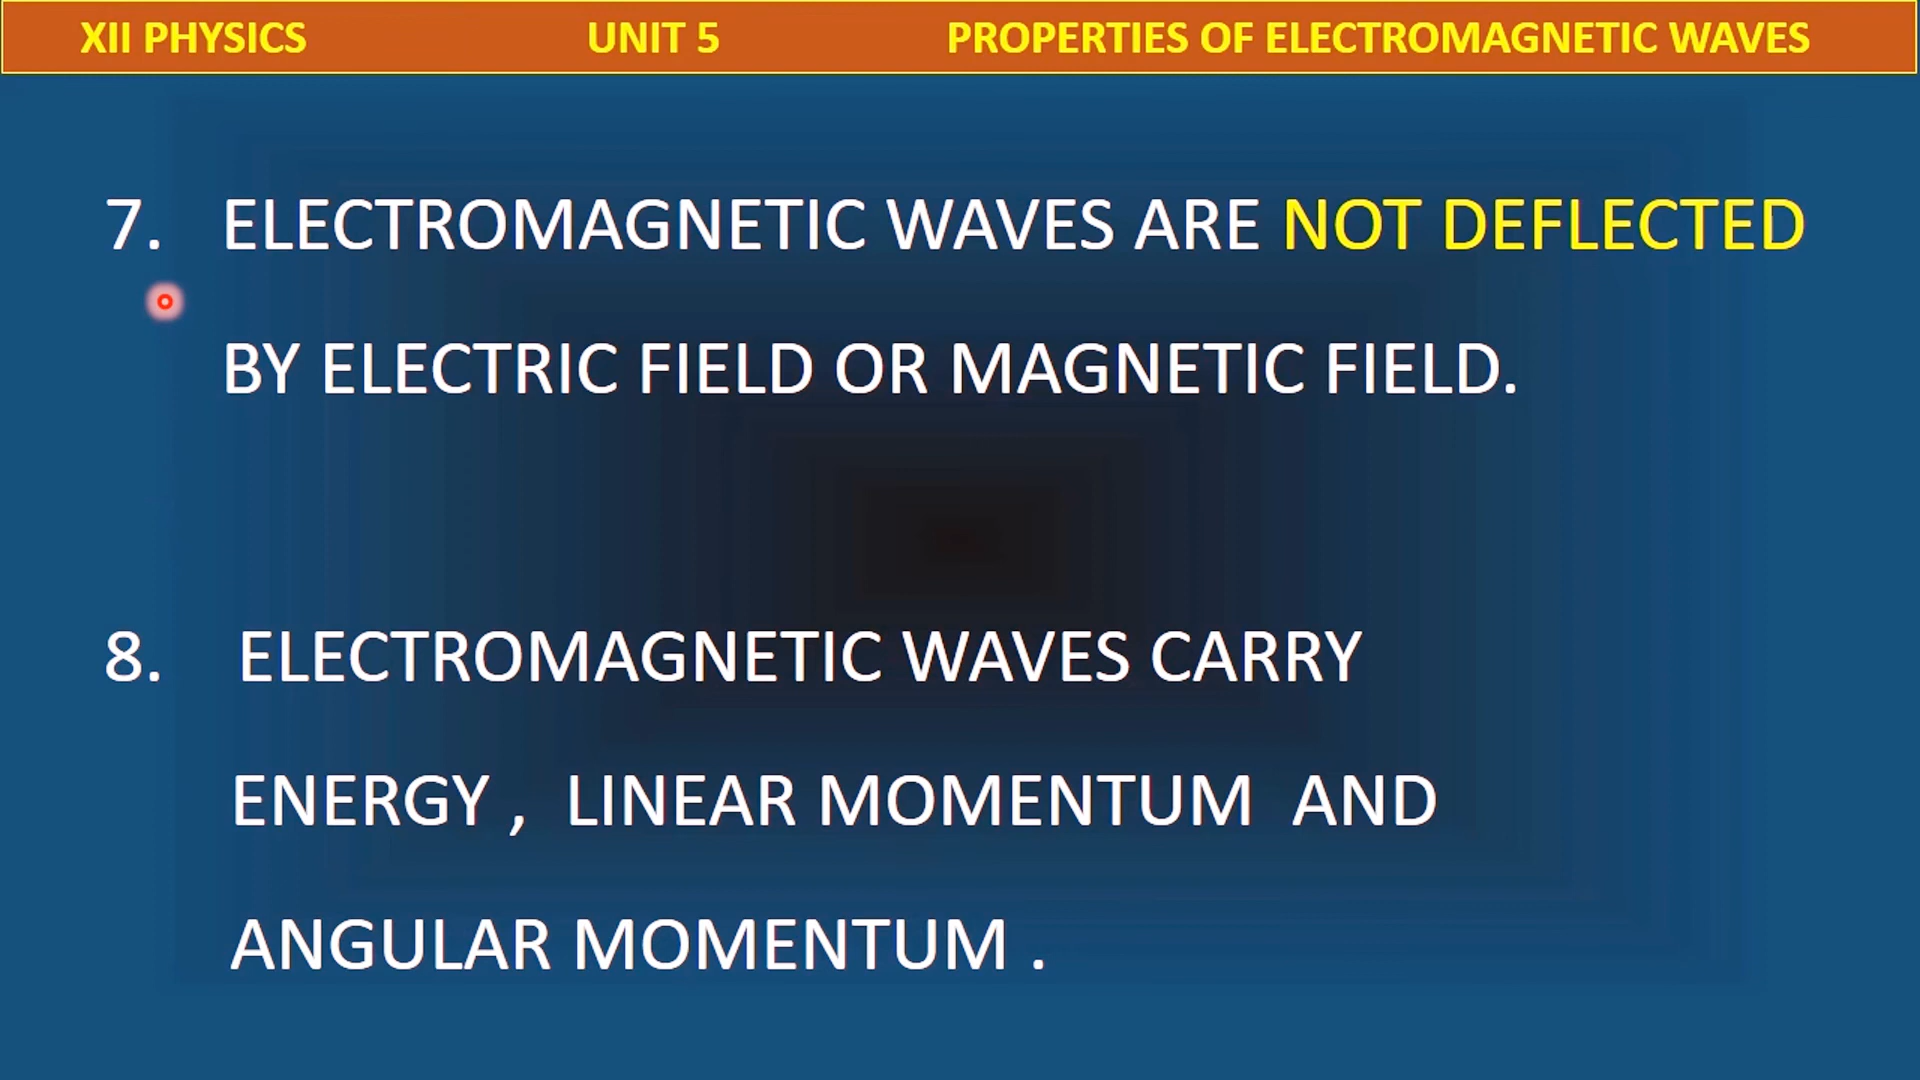 XII PHYSICS UNIT 5 PROPERTIES OF ELECTROMAGNETIC WAVES
7. ELECTROMAGNETIC WAVES ARE NOT DEFLECTED
BY ELECTRIC FIELD OR MAGNETIC FIELD.
8. ELECTROMAGNETIC WAVES CARRY
ENERGY , LINEAR MOMENTUM AND
ANGULAR MOMENTUM .